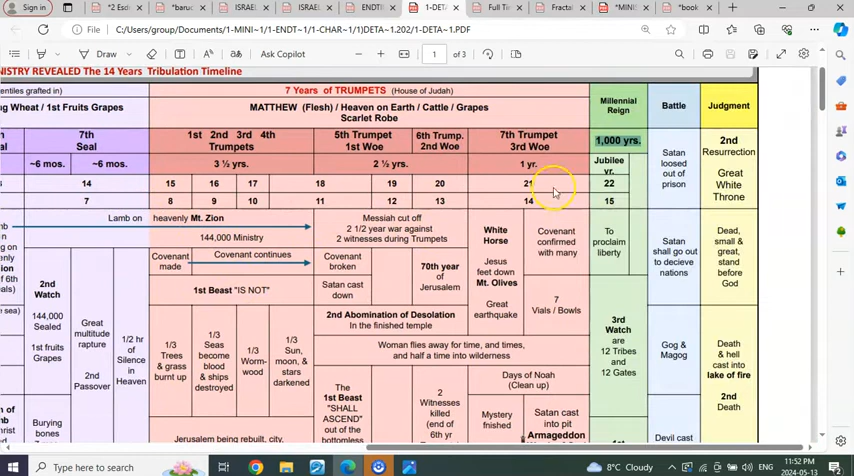 Sign in
*2 Esdi
*baruc
ISRAEL
ISRAEL
ENDTIM
1-DETA
Full Tim
Fractal
*MINI
*book
File
C:/Users/group/Documents/1-MINI~1/1-ENDT~1/1-CHAR~1/1)DETA~1.202/1-DETA~1.PDF
Draw
Ask Copilot
1 of 3
NISTRY REVEALED The 14 Years Tribulation Timeline
entiles grafted in)
7 Years of TRUMPETS (House of Judah)
ng Wheat / 1st Fruits Grapes
MATTHEW (Flesh) / Heaven on Earth / Cattle / Grapes
Scarlet Robe
Millennial
Reign
Battle
Judgment
7th
Seal
1st 2nd 3rd 4th
Trumpets
5th Trumpet
1st Woe
6th Trump.
2nd Woe
7th Trumpet
3rd Woe
1,000 yrs.
~6 mos.
~6 mos.
3 ½ yrs.
2 ½ yrs.
1 yr.
Jubilee
yr.
14
15
16
17
18
19
20
21
22
7
8
9
10
11
12
13
14
15
Satan
loosed
out of
prison
2nd
Resurrection
Great
White
Throne
Lamb on heavenly Mt. Zion
144,000 Ministry
Messiah cut off
2 1/2 year war against
2 witnesses during Trumpets
White
Horse
Jesus
feet down
Mt. Olives
Great
earthquake
Covenant
confirmed
with many
To
proclaim
liberty
Satan
shall go out
to decieve
nations
Dead,
small &
great,
stand
before
God
Covenant
made
Covenant continues
Covenant
broken
Satan cast
down
70th year
of
Jerusalem
7
Vials / Bowls
2nd
Watch
144,000
Sealed
1st fruits
Grapes
Great
multitude
rapture
2nd
Passover
1/2 hr
of
Silence
in
Heaven
1st Beast "IS NOT"
2nd Abomination of Desolation
In the finished temple
3rd
Watch
are
12 Tribes
and
12 Gates
Gog &
Magog
Death
& hell
cast into
lake of fire
2nd
Death
1/3
Trees
& grass
burnt up
1/3
Seas
become
blood
& ships
destroyed
1/3
Worm-
wood
1/3
Sun,
moon, &
stars
darkened
Woman flies away for time, and times,
and half a time into wilderness
The
1st Beast
"SHALL
ASCEND"
out of the
bottomless
2
Witnesses
killed
(end of
6th yr
Days of Noah
(Clean up)
Mystery
fnished
Satan cast
into pit
Armageddon
Burying
bones
Jerusalem being rebuilt, city,
Devil cast
Type here to search
8°C Cloudy
11:52 PM
2024-05-13